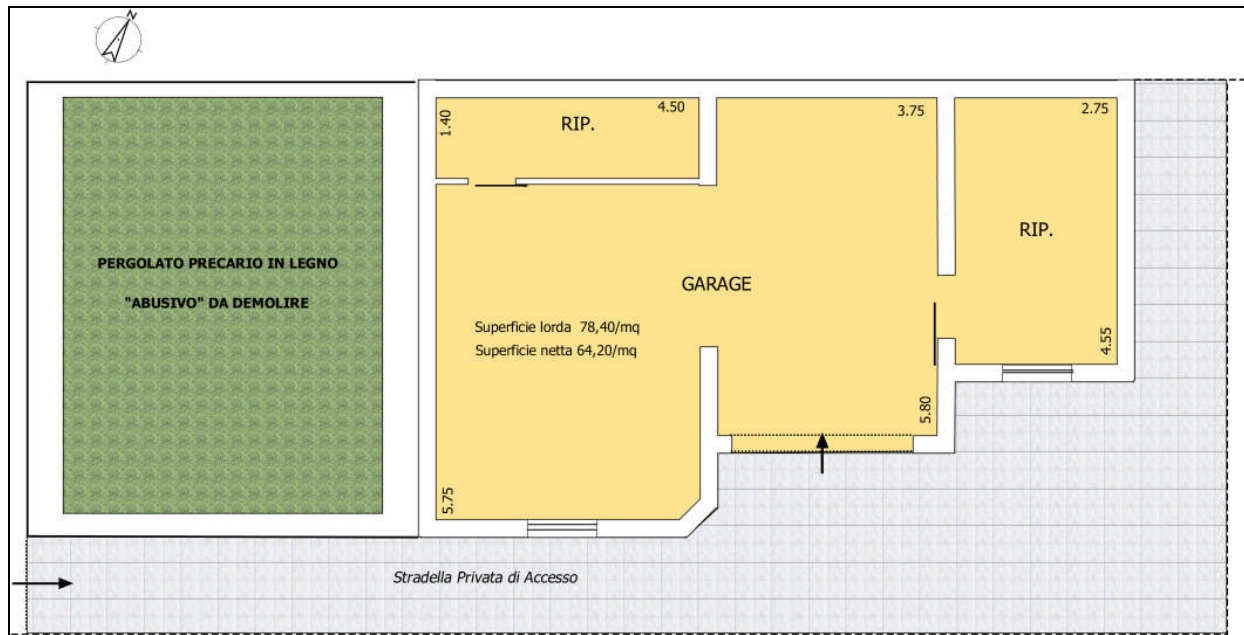 N
4.50
3.75
2.75
1.40
RIP.
PERGOLATO PRECARIO IN LEGNO
"ABUSIVO" DA DEMOLIRE
RIP.
GARAGE
Superficie lorda 78,40/mq
Superficie netta 64,20/mq
4.55
5.80
5.75
Stradella Privata di Accesso